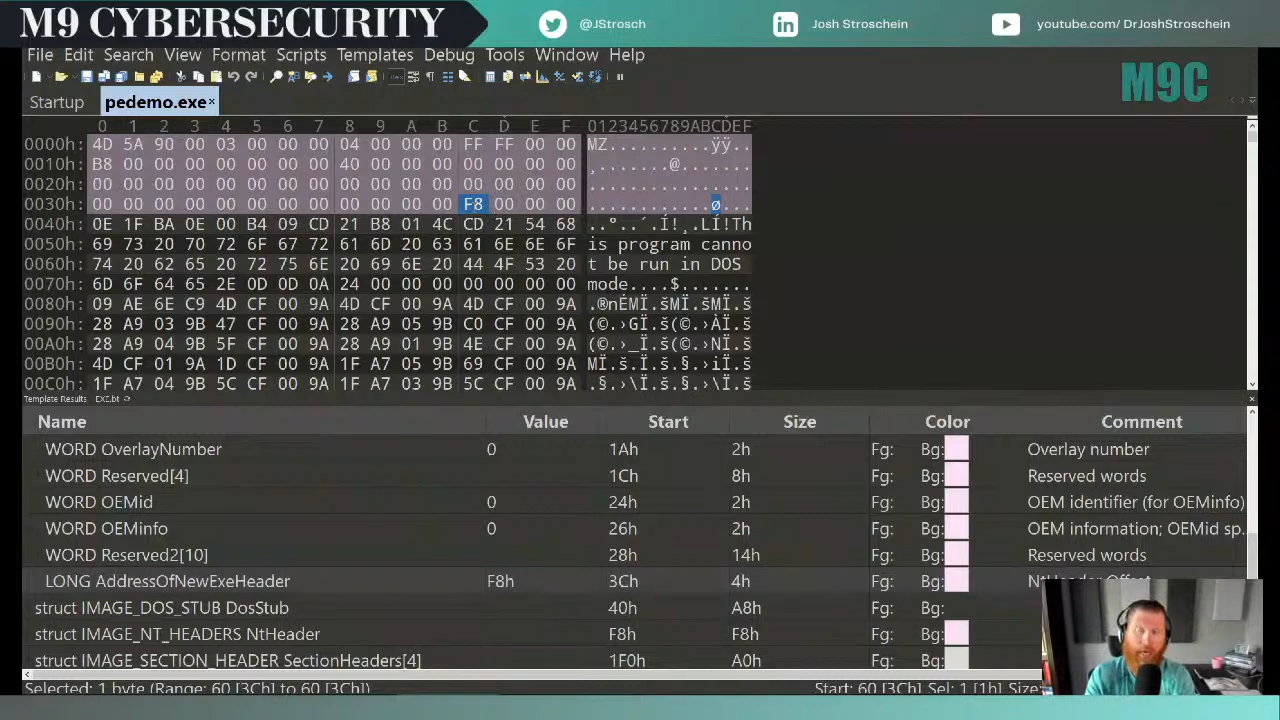 M9 CYBERSECURITY
@JStrosch
Josh Stroschein
youtube.com/ DrJoshStroschein
File Edit Search View Format Scripts Templates Debug Tools Window Help
M9C
Startup pedemo.exe×
0 1 2 3 4 5 6 7 8 9 A B C D E F 0123456789ABCDEF
0000h: 4D 5A 90 00 03 00 00 00 04 00 00 00 FF FF 00 00 MZ..........ÿÿ..
0010h: B8 00 00 00 00 00 00 00 40 00 00 00 00 00 00 00 ¸.......@.......
0020h: 00 00 00 00 00 00 00 00 00 00 00 00 00 00 00 00 ................
0030h: 00 00 00 00 00 00 00 00 00 00 00 00 F8 00 00 00 ............ø...
0040h: 0E 1F BA 0E 00 B4 09 CD 21 B8 01 4C CD 21 54 68 ..º..´.Í!¸.LÍ!Th
0050h: 69 73 20 70 72 6F 67 72 61 6D 20 63 61 6E 6E 6F is program canno
0060h: 74 20 62 65 20 72 75 6E 20 69 6E 20 44 4F 53 20 t be run in DOS
0070h: 6D 6F 64 65 2E 0D 0D 0A 24 00 00 00 00 00 00 00 mode....$.......
0080h: 09 AE 6E C9 4D CF 00 9A 4D CF 00 9A 4D CF 00 9A .®nÉMÏ.šMÏ.šMÏ.š
0090h: 28 A9 03 9B 47 CF 00 9A 28 A9 05 9B C0 CF 00 9A (©.›GÏ.š(©.›ÀÏ.š
00A0h: 28 A9 04 9B 5F CF 00 9A 28 A9 01 9B 4E CF 00 9A (©.›_Ï.š(©.›NÏ.š
00B0h: 4D CF 01 9A 1D CF 00 9A 1F A7 05 9B 69 CF 00 9A MÏ.š.Ï.š.§.›iÏ.š
00C0h: 1F A7 04 9B 5C CF 00 9A 1F A7 03 9B 5C CF 00 9A .§.›\Ï.š.§.›\Ï.š
Template Results EXE.bt
Name Value Start Size Color Comment
WORD OverlayNumber 0 1Ah 2h Fg: Bg: Overlay number
WORD Reserved[4] 1Ch 8h Fg: Bg: Reserved words
WORD OEMid 0 24h 2h Fg: Bg: OEM identifier (for OEMinfo)
WORD OEMinfo 0 26h 2h Fg: Bg: OEM information; OEMid sp.
WORD Reserved2[10] 28h 14h Fg: Bg: Reserved words
LONG AddressOfNewExeHeader F8h 3Ch 4h Fg: Bg: NtHeader Offset
struct IMAGE_DOS_STUB DosStub 40h A8h Fg: Bg:
struct IMAGE_NT_HEADERS NtHeader F8h F8h Fg: Bg:
struct IMAGE_SECTION_HEADER SectionHeaders[4] 1F0h A0h Fg: Bg:
Selected: 1 byte (Range: 60 [3Ch] to 60 [3Ch]) Start: 60 [3Ch] Sel: 1 [1h] Size: